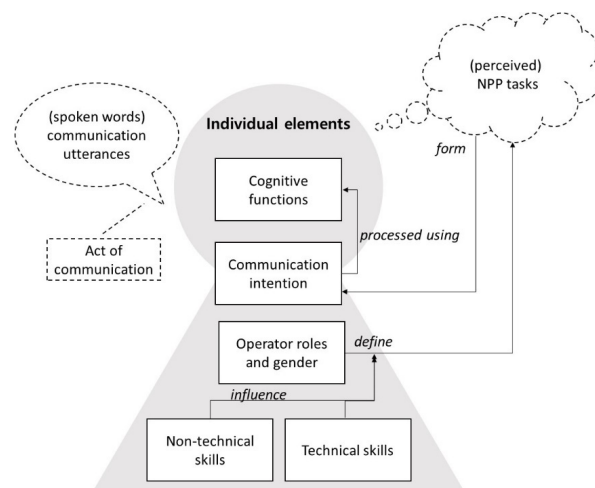 (perceived)
NPP tasks
(spoken words)
communication
utterances
Individual elements
form
Cognitive
functions
processed using
Act of
communication
Communication
intention
Operator roles
and gender
define
influence
Non-technical
skills
Technical skills